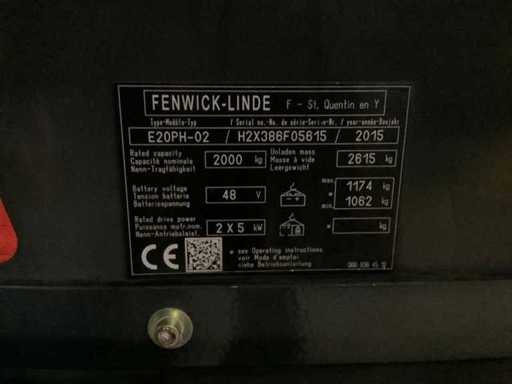 FENWICK-LINDE F - St. Quentin en Y
Type-Modèle-Typ / Serial no.-No. de série-Serien-Nr. / year-année-Baujahr
E20PH-02 / H2X386F05615 / 2015
Rated capacity
Capacité nominale
Nenn-Tragfähigkeit
2000 kg
Unladen mass
Masse à vide
Leergewicht
2615 kg
Battery voltage
Tension batterie
Batteriespannung
48 V
max * 1174 kg
min * 1062 kg
Rated drive power
Puissance motr.nom.
Nenn-Antriebsleist.
2 X 5 kW
* kg
CE
* see Operating instructions
voir Mode d'emploi
siehe Betriebsanleitung